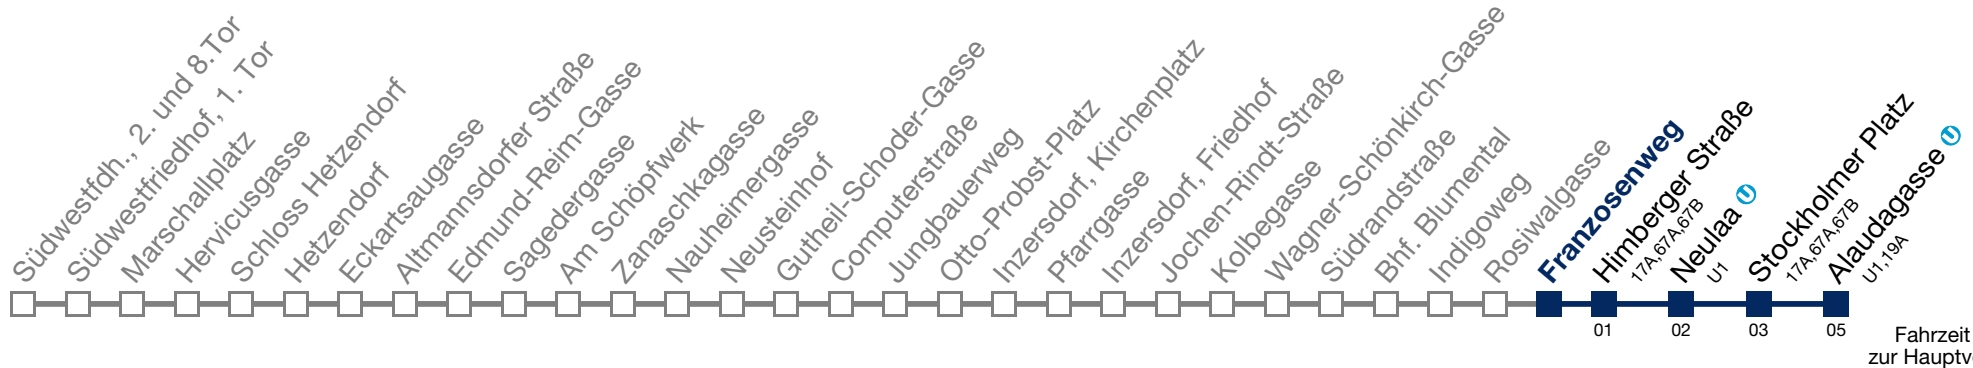 Südwestfdh., 2. und 8.Tor
Südwestfriedhof, 1. Tor
Marschallplatz
Hervicusgasse
Schloss Hetzendorf
Hetzendorf
Eckartsaugasse
Altmannsdorfer Straße
Edmund-Reim-Gasse
Sagedergasse
Am Schöpfwerk
Zanaschkagasse
Nauheimergasse
Neusteinhof
Gutheil-Schoder-Gasse
Computerstraße
Jungbauerweg
Otto-Probst-Platz
Inzersdorf, Kirchenplatz
Pfarrgasse
Inzersdorf, Friedhof
Jochen-Rindt-Straße
Kolbegasse
Wagner-Schönkirch-Gasse
Südrandstraße
Bhf. Blumental
Indigoweg
Rosiwalgasse
Franzosenweg
Himberger Straße
17A,67A,67B
Neulaa U
U1
Stockholmer Platz
17A,67A,67B
Alaudagasse U
U1,19A
01
02
03
05
Fahrzeit
zur